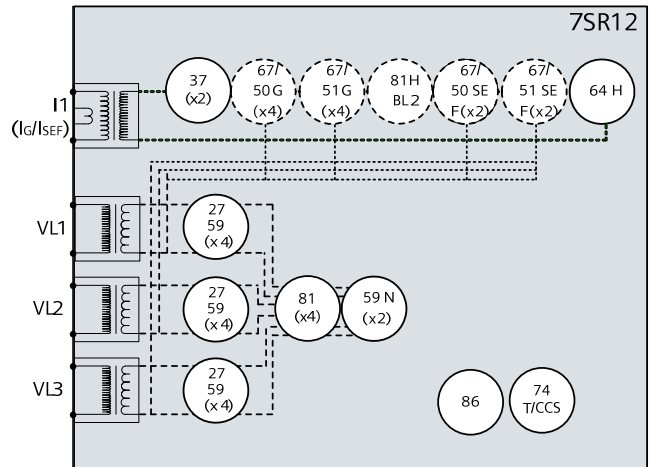 7SR12
I1
(IG/ISEF)
37
(x2)
67/
50 G
(x4)
67/
51G
(x4)
81H
BL2
67/
50 SE
F(x2)
67/
51 SE
F(x2)
64 H
VL1
27
59
(x4)
VL2
27
59
(x4)
81
(x4)
59 N
(x2)
VL3
27
59
(x4)
86
74
T/CCS